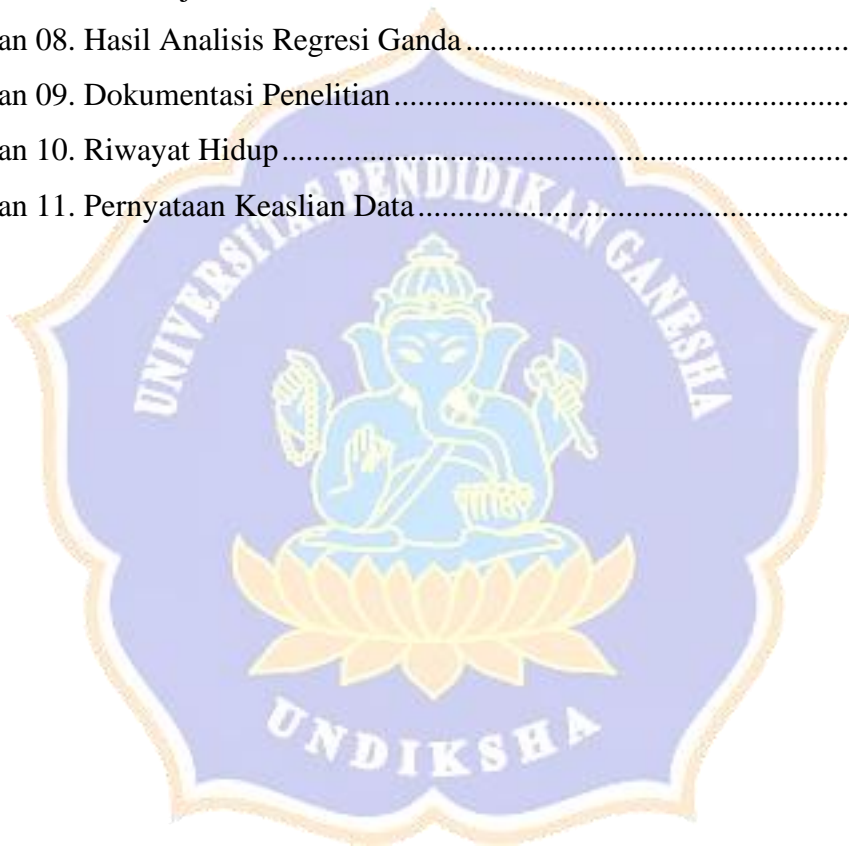 an 08. Hasil Analisis Regresi Ganda..............................................
an 09. Dokumentasi Penelitian.......................................................
an 10. Riwayat Hidup.....................................................................
an 11. Pernyataan Keaslian Data....................................................
UNIVERSITAS PENDIDIKAN GANESHA
UNDIKSHA